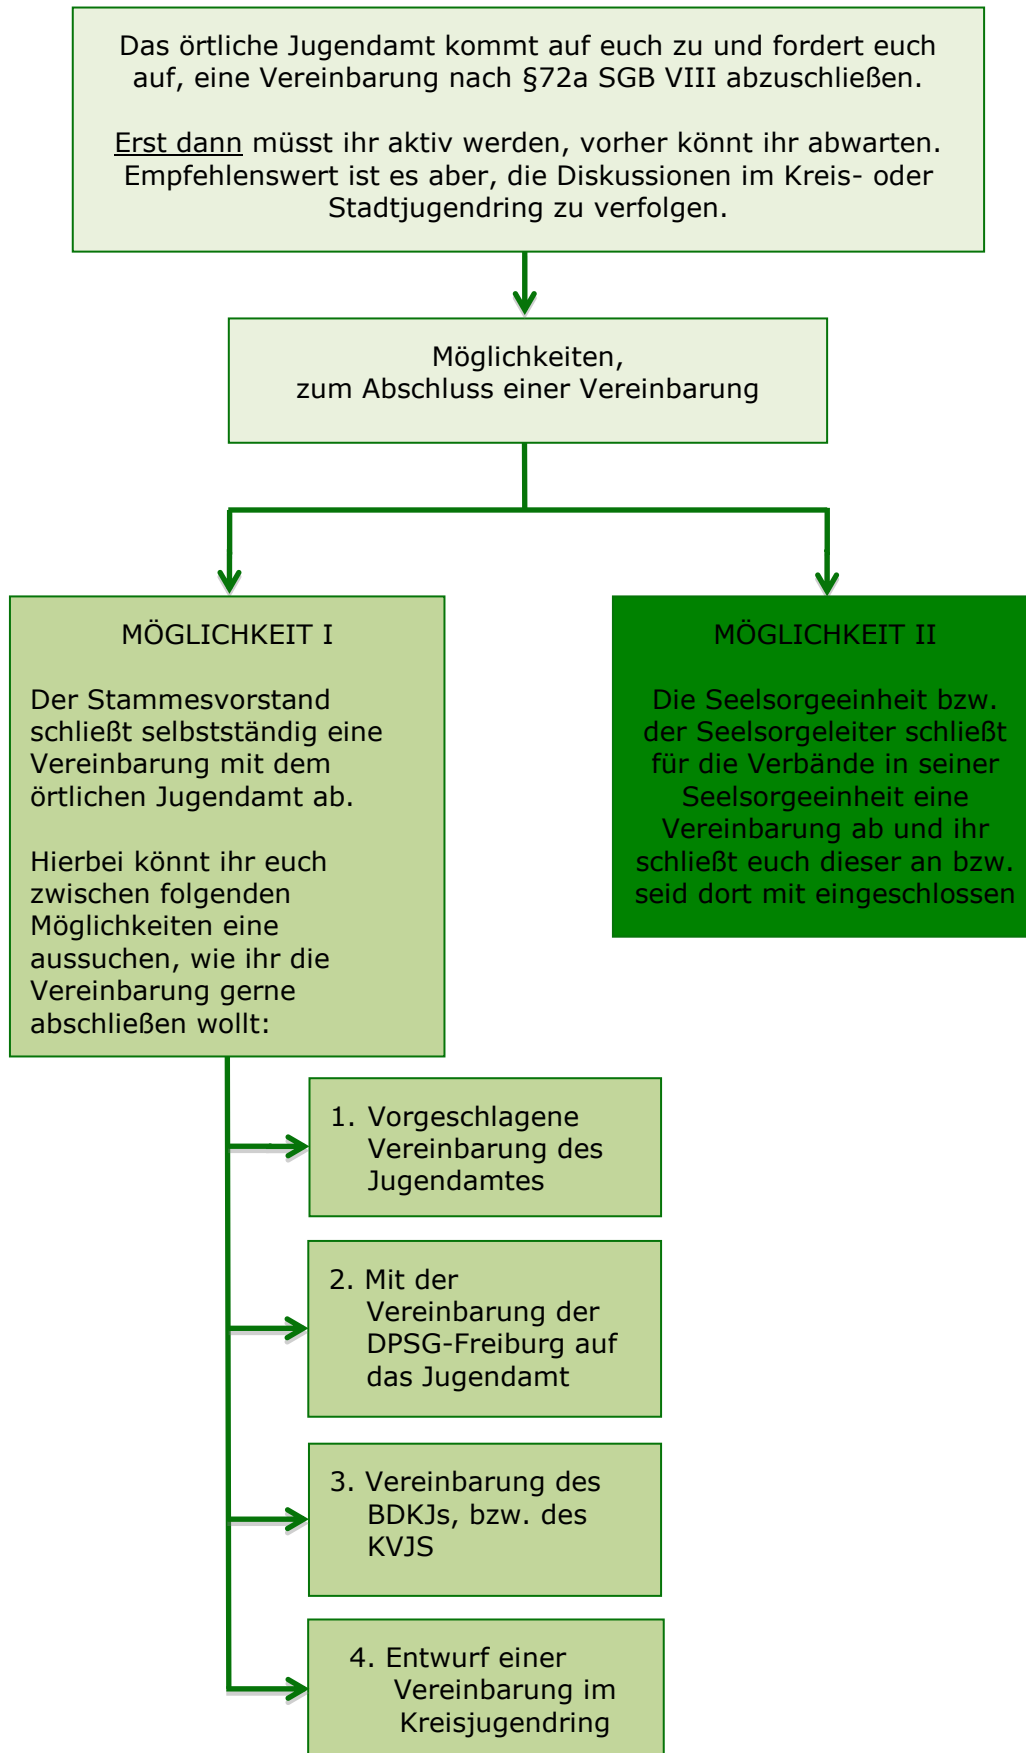 Das örtliche Jugendamt kommt auf euch zu und fordert euch
auf, eine Vereinbarung nach §72a SGB VIII abzuschließen.
Erst dann müsst ihr aktiv werden, vorher könnt ihr abwarten.
Empfehlenswert ist es aber, die Diskussionen im Kreis- oder
Stadtjugendring zu verfolgen.
Möglichkeiten,
zum Abschluss einer Vereinbarung
MÖGLICHKEIT I
Der Stammesvorstand
schließt selbstständig eine
Vereinbarung mit dem
örtlichen Jugendamt ab.
Hierbei könnt ihr euch
zwischen folgenden
Möglichkeiten eine
aussuchen, wie ihr die
Vereinbarung gerne
abschließen wollt:
MÖGLICHKEIT II
Die Seelsorgeeinheit bzw.
der Seelsorgeleiter schließt
für die Verbände in seiner
Seelsorgeeinheit eine
Vereinbarung ab und ihr
schließt euch dieser an bzw.
seid dort mit eingeschlossen
1. Vorgeschlagene
Vereinbarung des
Jugendamtes
2. Mit der
Vereinbarung der
DPSG-Freiburg auf
das Jugendamt
3. Vereinbarung des
BDKJs, bzw. des
KVJS
4. Entwurf einer
Vereinbarung im
Kreisjugendring